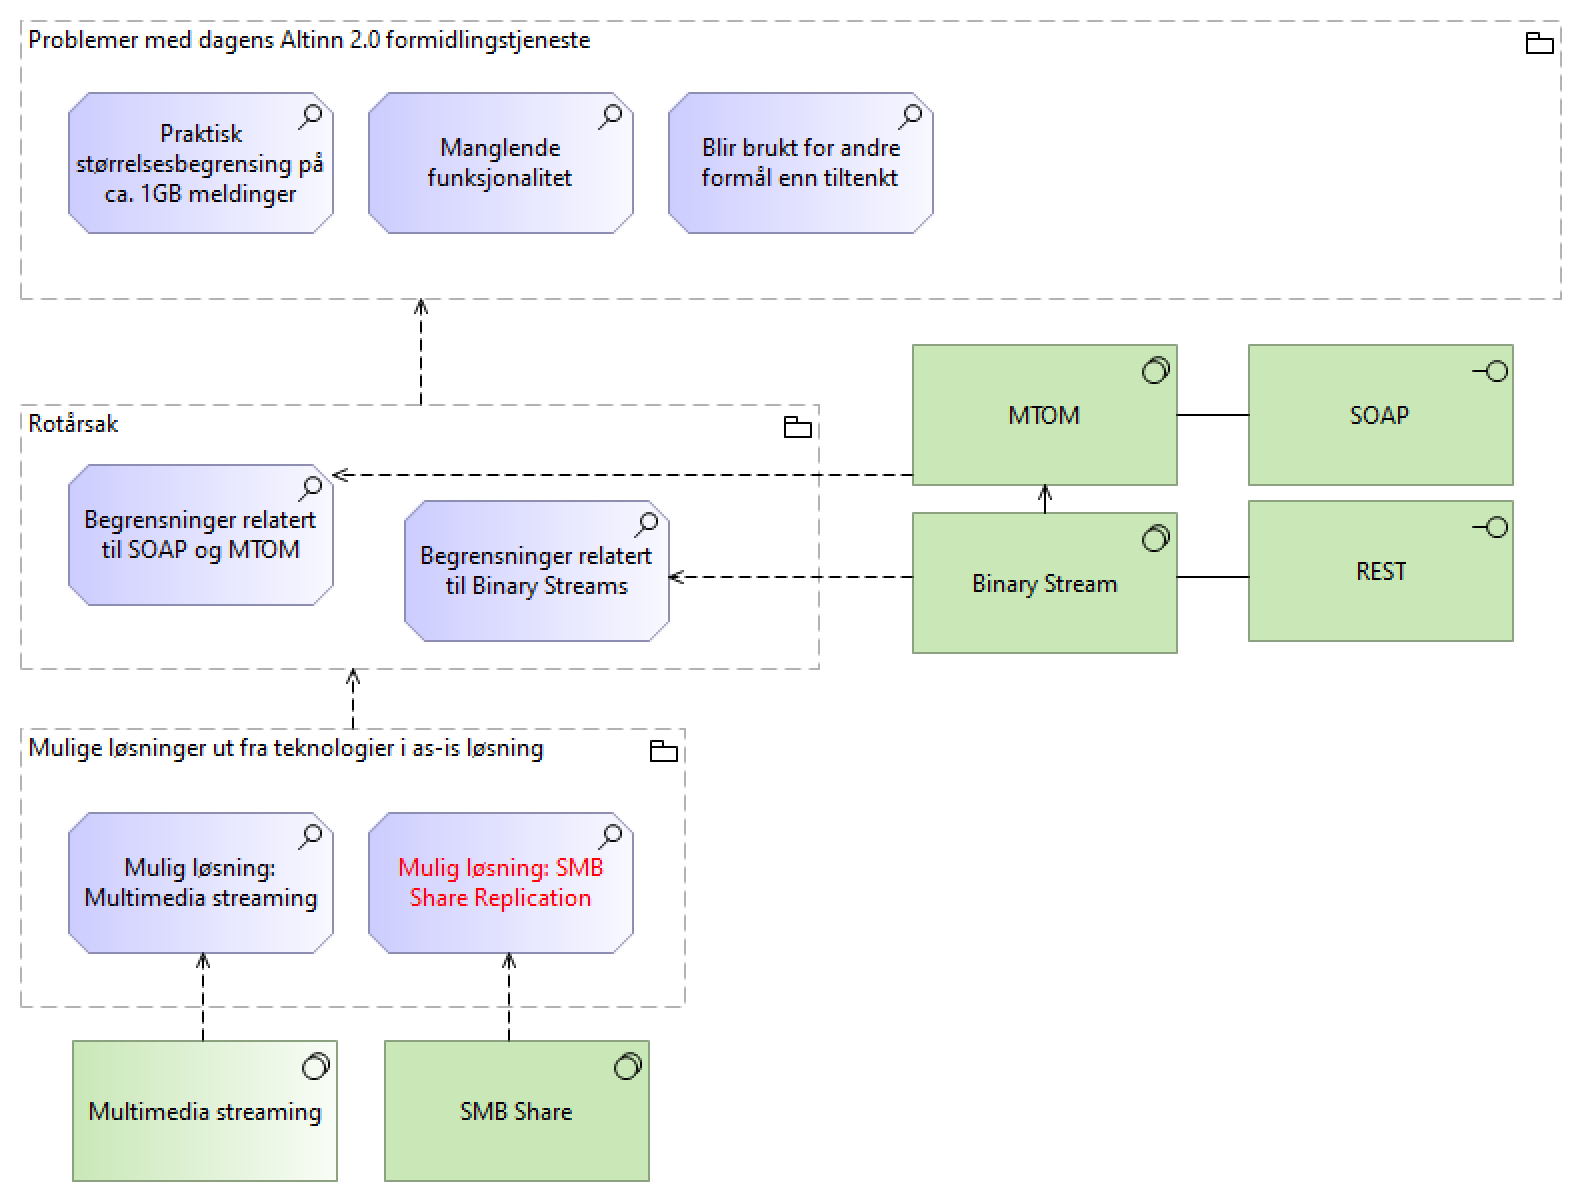 Problemer med dagens Altinn 2.0 formidlingstjeneste
Praktisk
størrelsesbegrensing på
ca. 1GB meldinger
Manglende
funksjonalitet
Blir brukt for andre
formål enn tiltenkt
MTOM
SOAP
Rotårsak
Begrensninger relatert
til SOAP og MTOM
Begrensninger relatert
til Binary Streams
Binary Stream
REST
Mulige løsninger ut fra teknologier i as-is løsning
Mulig løsning:
Multimedia streaming
Mulig løsning: SMB
Share Replication
Multimedia streaming
SMB Share